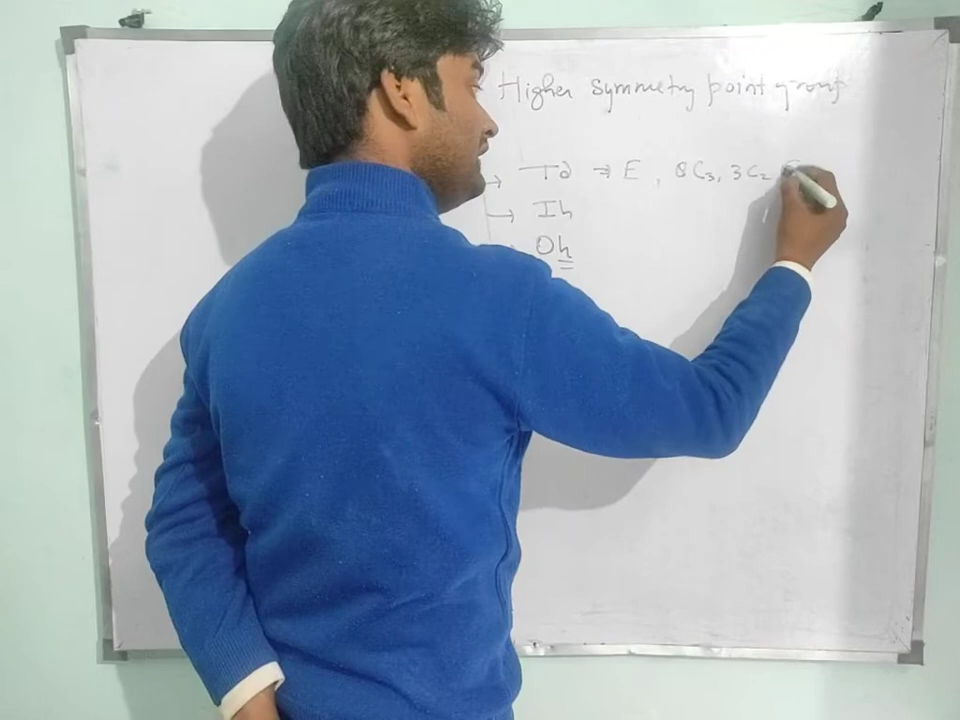 Higher symmetry point group
→ Td ⇒ E, 8C₃, 3C₂
→ Ih
Oh